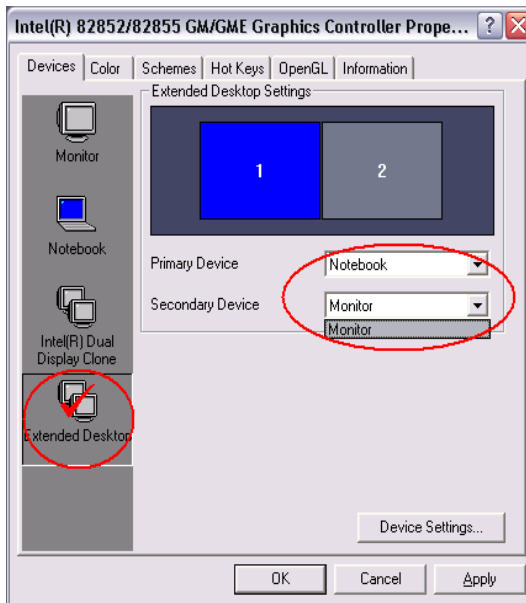 Intel(R) 82852/82855 GM/GME Graphics Controller Prope...
Devices
Color
Schemes
Hot Keys
OpenGL
Information
Monitor
Notebook
Intel(R) Dual
Display Clone
Extended Desktop
Extended Desktop Settings
1
2
Primary Device
Notebook
Secondary Device
Monitor
Monitor
Device Settings...
OK
Cancel
Apply